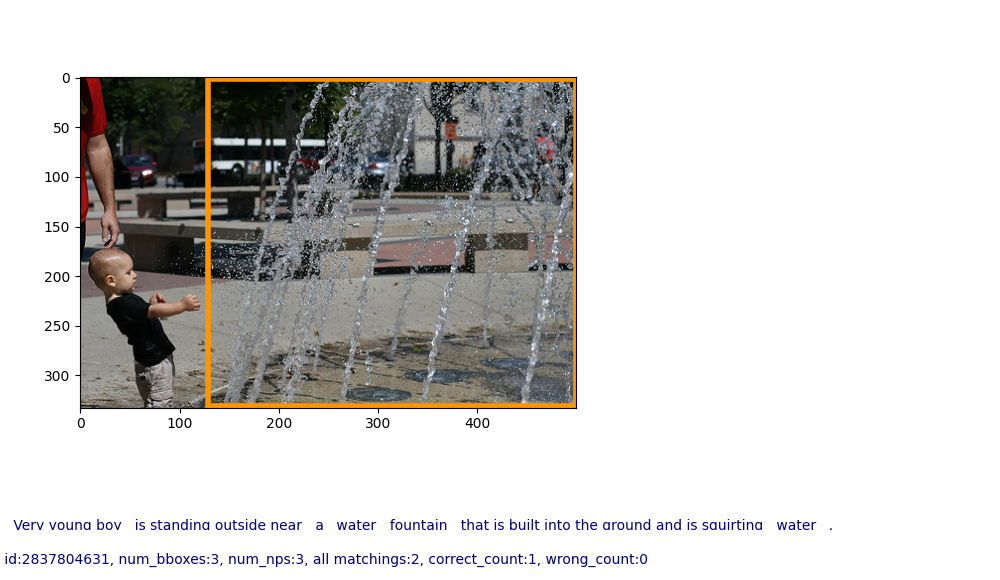 0
50
100
150
200
250
300
0 100 200 300 400
Very young boy is standing outside near a water fountain that is built into the ground and is squirting water .
id:2837804631, num_bboxes:3, num_nps:3, all matchings:2, correct_count:1, wrong_count:0